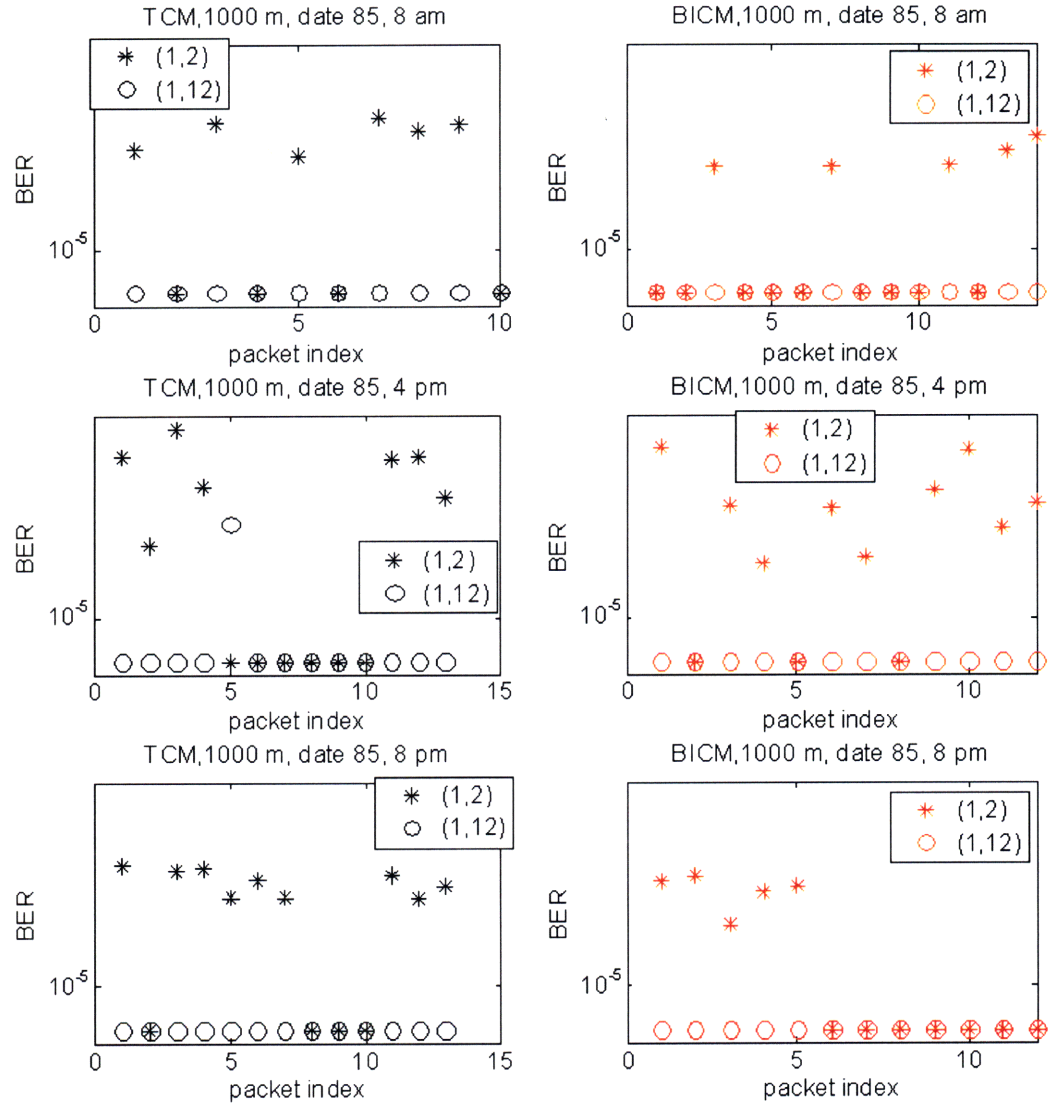 TCM,1000 m, date 85, 8 am
(1,2)
(1,12)
BER
10^-5
0 5 10
packet index
BICM,1000 m, date 85, 8 am
(1,2)
(1,12)
BER
10^-5
0 5 10
packet index
TCM,1000 m, date 85, 4 pm
(1,2)
(1,12)
BER
10^-5
0 5 10 15
packet index
BICM,1000 m, date 85, 4 pm
(1,2)
(1,12)
BER
10^-5
0 5 10
packet index
TCM,1000 m, date 85, 8 pm
(1,2)
(1,12)
BER
10^-5
0 5 10 15
packet index
BICM,1000 m, date 85, 8 pm
(1,2)
(1,12)
BER
10^-5
0 5 10
packet index